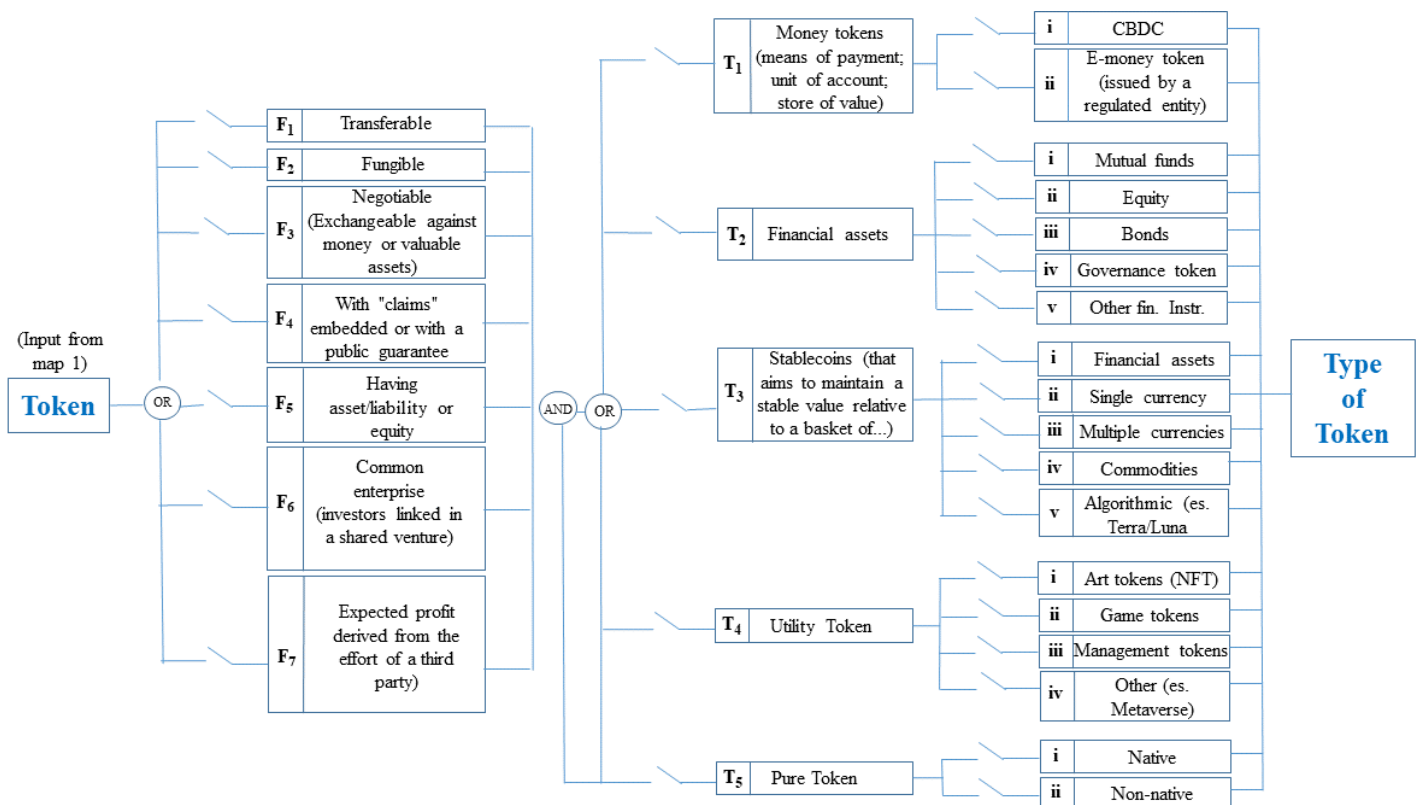 (Input from
map 1)
Token
OR
F1
Transferable
F2
Fungible
F3
Negotiable
(Exchangeable against
money or valuable
assets)
F4
With "claims"
embedded or with a
public guarantee
F5
Having
asset/liability or
equity
F6
Common
enterprise
(investors linked in
a shared venture)
F7
Expected profit
derived from the
effort of a third
party)
AND
OR
T1
Money tokens
(means of payment;
unit of account;
store of value)
i
CBDC
ii
E-money token
(issued by a
regulated entity)
T2
Financial assets
i
Mutual funds
ii
Equity
iii
Bonds
iv
Governance token
v
Other fin. Instr.
T3
Stablecoins (that
aims to maintain a
stable value relative
to a basket of...)
i
Financial assets
ii
Single currency
iii
Multiple currencies
iv
Commodities
v
Algorithmic (es.
Terra/Luna
T4
Utility Token
i
Art tokens (NFT)
ii
Game tokens
iii
Management tokens
iv
Other (es.
Metaverse)
T5
Pure Token
i
Native
ii
Non-native
Type
of
Token